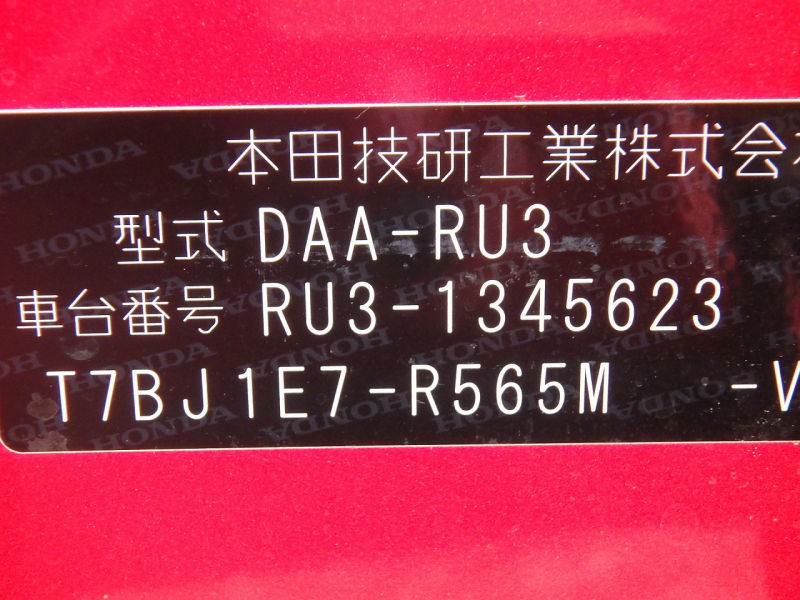 本田技研工業株式会
型式 DAA-RU3
車台番号 RU3-1345623
T7BJ1E7-R565M -V